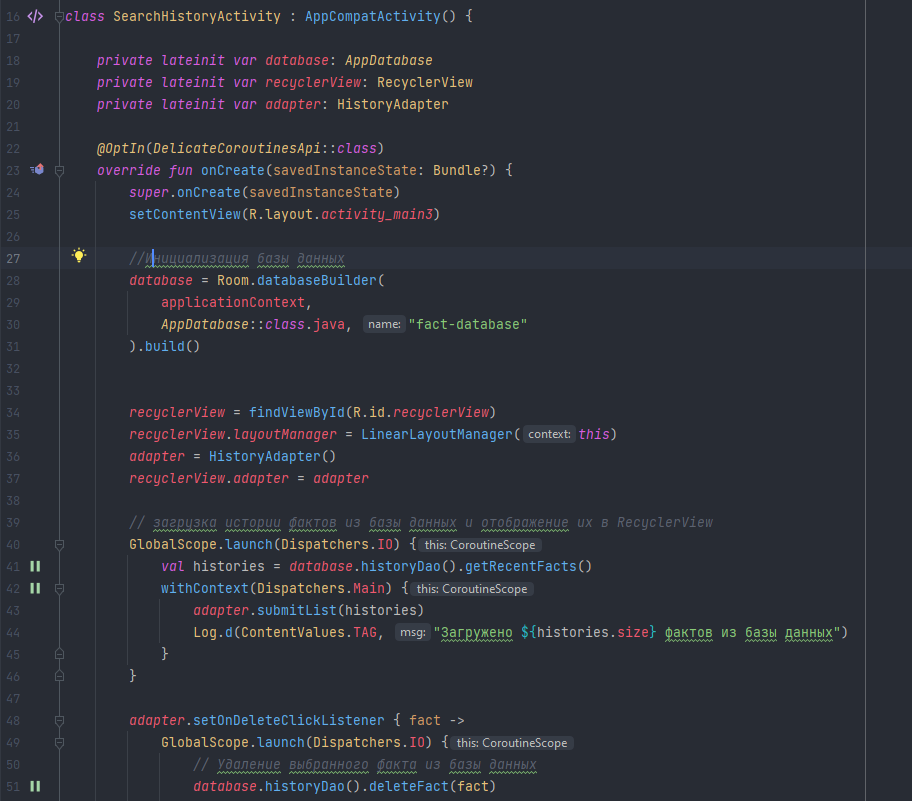 16 class SearchHistoryActivity : AppCompatActivity() {
17
18 private lateinit var database: AppDatabase
19 private lateinit var recyclerView: RecyclerView
20 private lateinit var adapter: HistoryAdapter
21
22 @OptIn(DelicateCoroutinesApi::class)
23 override fun onCreate(savedInstanceState: Bundle?) {
24 super.onCreate(savedInstanceState)
25 setContentView(R.layout.activity_main3)
26
27 //Инициализация базы данных
28 database = Room.databaseBuilder(
29 applicationContext,
30 AppDatabase::class.java, name: "fact-database"
31 ).build()
32
33
34 recyclerView = findViewById(R.id.recyclerView)
35 recyclerView.layoutManager = LinearLayoutManager( context: this)
36 adapter = HistoryAdapter()
37 recyclerView.adapter = adapter
38
39 // загрузка истории фактов из базы данных и отображение их в RecyclerView
40 GlobalScope.launch(Dispatchers.IO) { this: CoroutineScope
41 val histories = database.historyDao().getRecentFacts()
42 withContext(Dispatchers.Main) { this: CoroutineScope
43 adapter.submitList(histories)
44 Log.d(ContentValues.TAG, msg: "Загружено ${histories.size} фактов из базы данных")
45 }
46 }
47
48 adapter.setOnDeleteClickListener { fact ->
49 GlobalScope.launch(Dispatchers.IO) { this: CoroutineScope
50 // Удаление выбранного факта из базы данных
51 database.historyDao().deleteFact(fact)